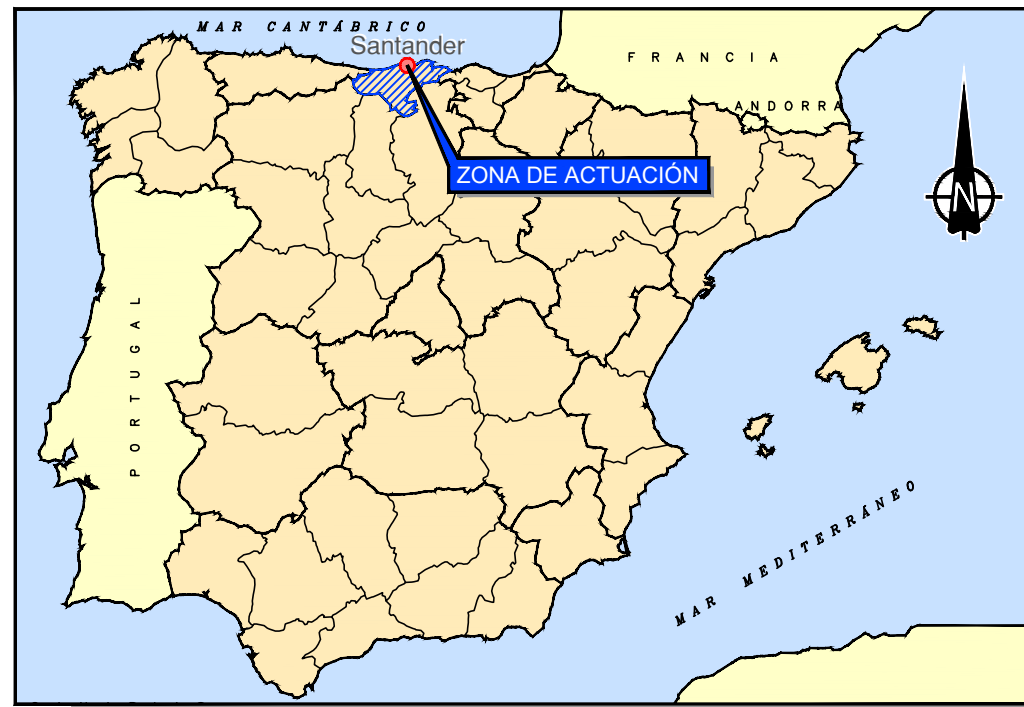 MAR CANTÁBRICO
Santander
FRANCIA
ANDORRA
ZONA DE ACTUACIÓN
N
PORTUGAL
MAR MEDITERRÁNEO